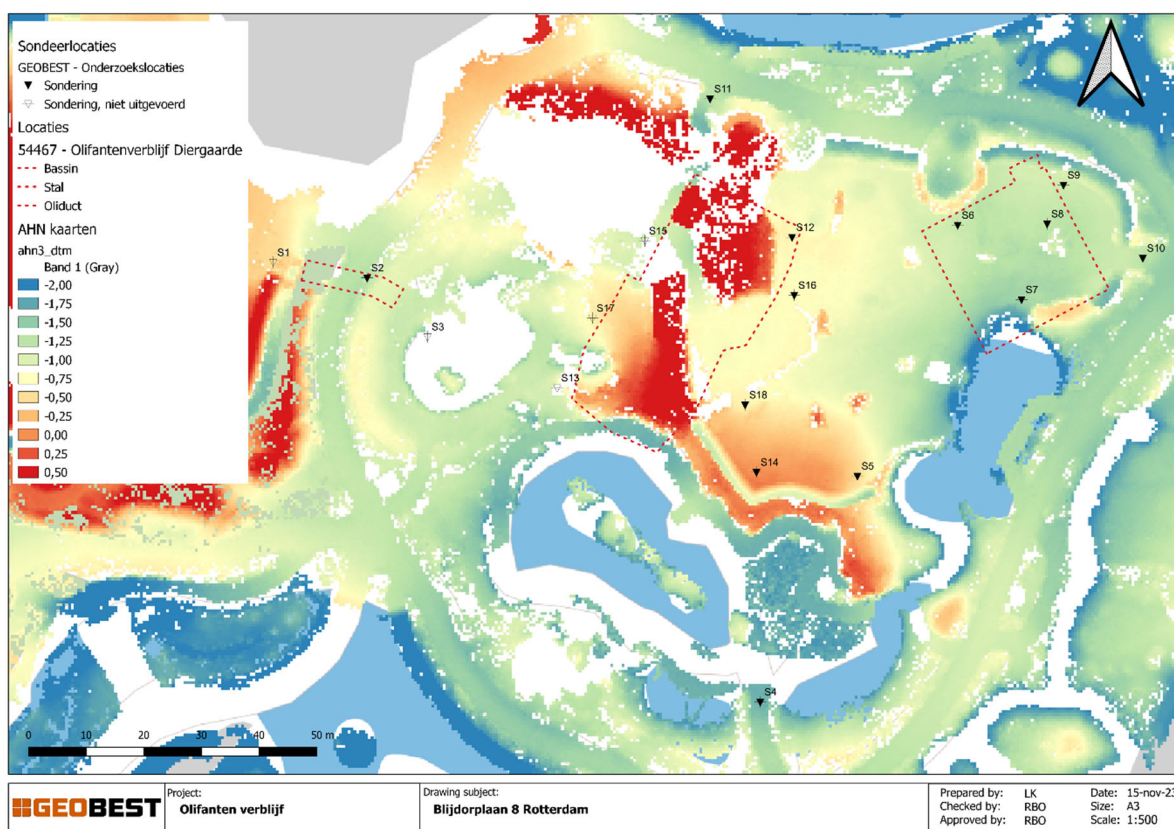 Sondeerlocaties
GEOBEST - Onderzoekslocaties
Sondering
Sondering, niet uitgevoerd
Locaties
54467 - Olifantenverblijf Diergaarde
Bassin
Stal
Oliduct
AHN kaarten
ahn3_dtm
Band 1 (Gray)
-2,00
-1,75
-1,50
-1,25
-1,00
-0,75
-0,50
-0,25
0,00
0,25
0,50
S11
S9
S8
S6
S12
S15
S10
S1
S2
S16
S7
S17
S3
S13
S18
S14
S5
S4
0 10 20 30 40 50 m
GEOBEST
Project:
Olifanten verblijf
Drawing subject:
Blijdorplaan 8 Rotterdam
Prepared by: LK
Checked by: RBO
Approved by: RBO
Date: 15-nov-23
Size: A3
Scale: 1:500